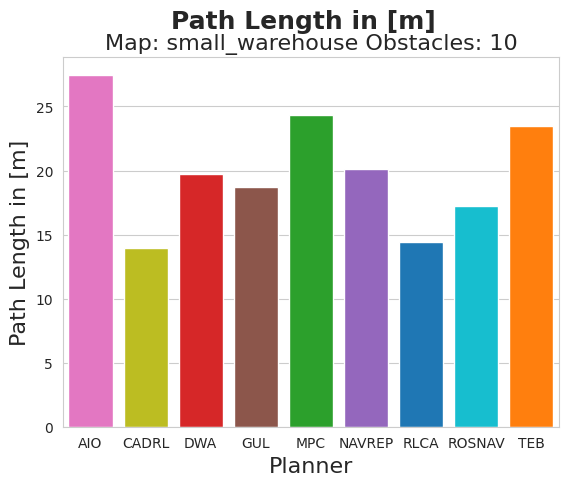 Path Length in [m]
Map: small_warehouse Obstacles: 10
Path Length in [m]
25
20
15
10
5
0
AIO CADRL DWA GUL MPC NAVREP RLCA ROSNAV TEB
Planner